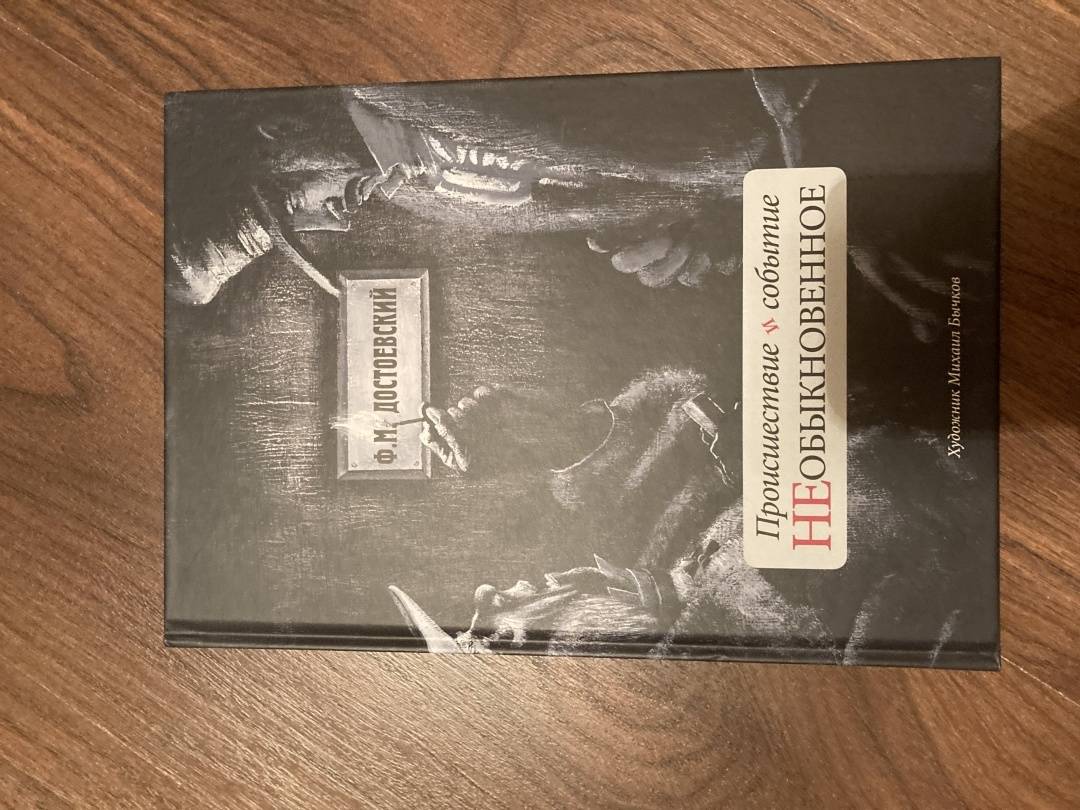 Ф.М. ДОСТОЕВСКИЙ
Происшествие и событие
НЕОБЫКНОВЕННОЕ
Художник Михаил Бычков